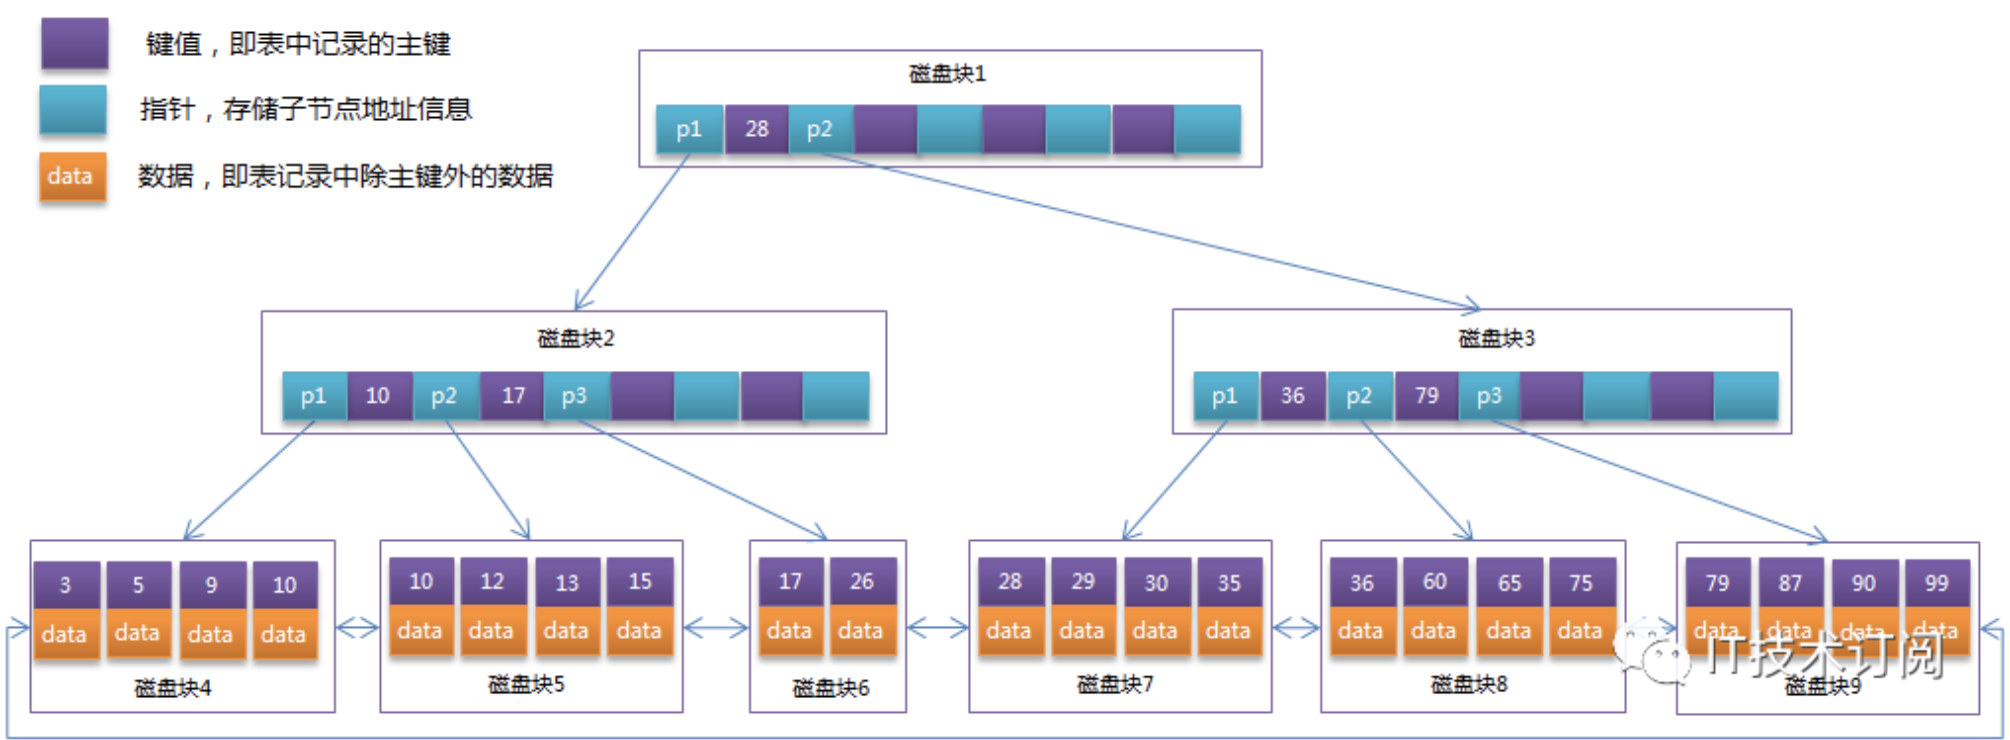 键值，即表中记录的主键
指针，存储子节点地址信息
data 数据，即表记录中除主键外的数据
磁盘块1
p1 28 p2
磁盘块2
p1 10 p2 17 p3
磁盘块3
p1 36 p2 79 p3
3 5 9 10
data data data data
磁盘块4
10 12 13 15
data data data data
磁盘块5
17 26
data data
磁盘块6
28 29 30 35
data data data data
磁盘块7
36 60 65 75
data data data data
磁盘块8
79 87 90 99
data data data data
磁盘块9
IT技术订阅